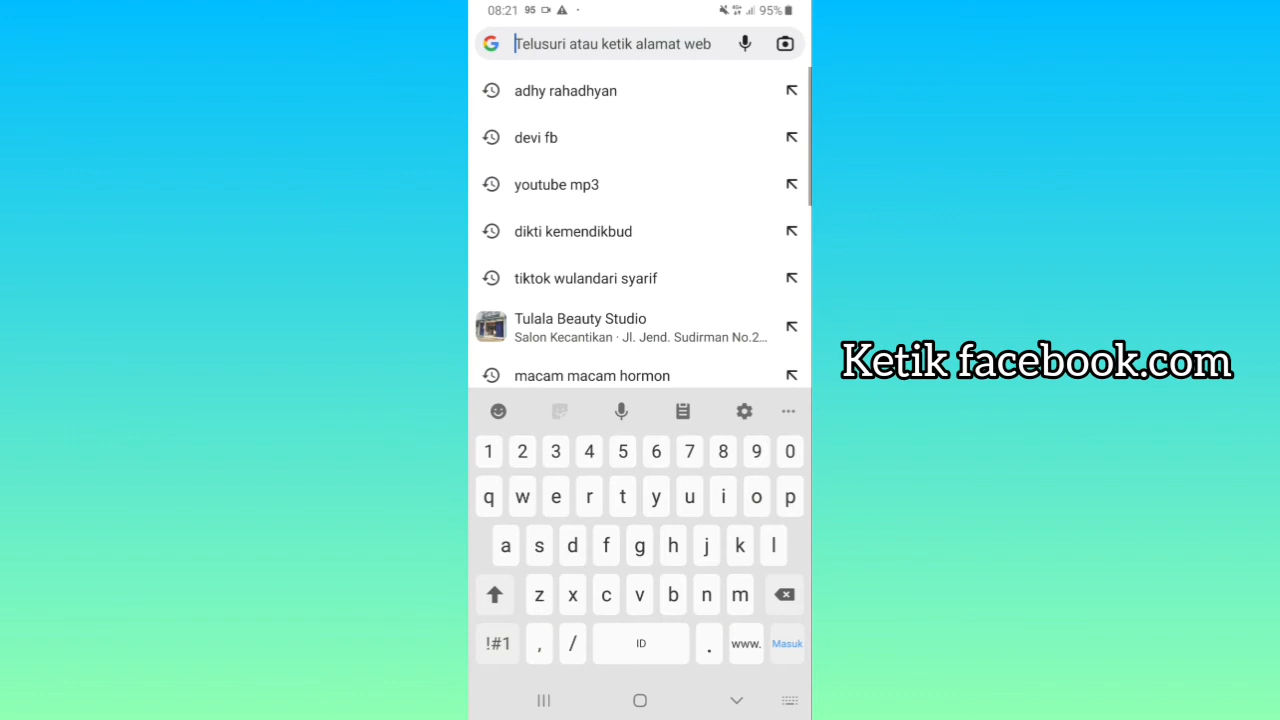 08:21 95 95%
Telusuri atau ketik alamat web
adhy rahadhyan
devi fb
youtube mp3
dikti kemendikbud
tiktok wulandari syarif
Tulala Beauty Studio
Salon Kecantikan · Jl. Jend. Sudirman No.2...
macam macam hormon
Ketik facebook.com
1 2 3 4 5 6 7 8 9 0
q w e r t y u i o p
a s d f g h j k l
z x c v b n m
!#1 , / ID . www. Masuk